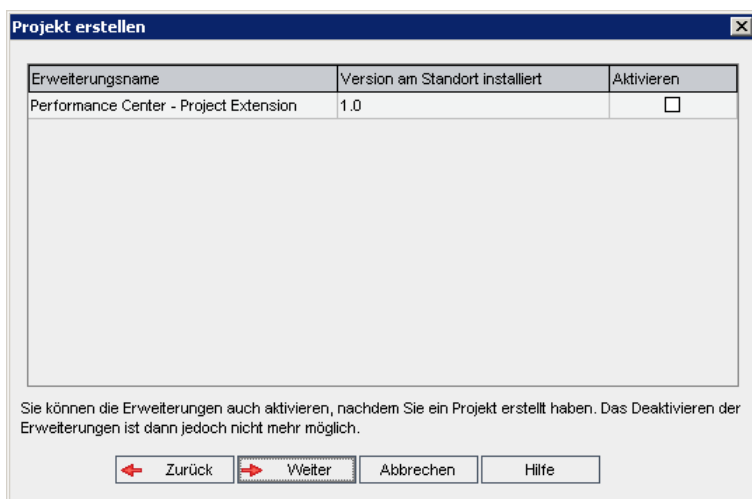 Projekt erstellen
Erweiterungsname Version am Standort installiert Aktivieren
Performance Center - Project Extension 1.0
Sie können die Erweiterungen auch aktivieren, nachdem Sie ein Projekt erstellt haben. Das Deaktivieren der
Erweiterungen ist dann jedoch nicht mehr möglich.
Zurück Weiter Abbrechen Hilfe